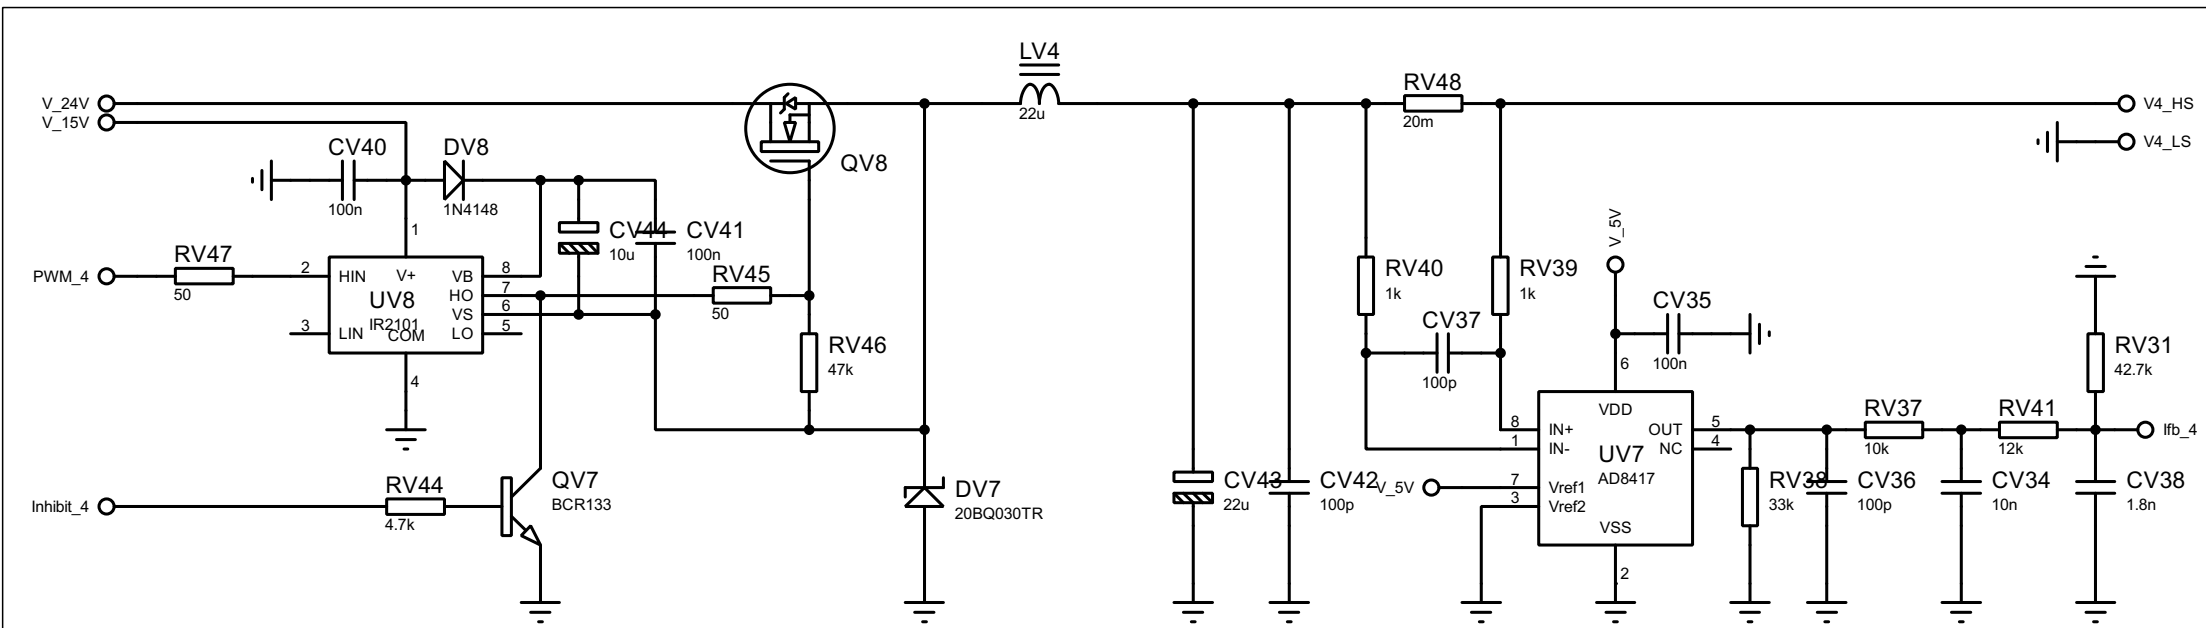 LV4
22u
RV48
20m
V_24V
V_15V
V4_HS
V4_LS
CV40
100n
DV8
1N4148
QV8
1
CV44
10u
CV41
100n
RV47
50
PWM_4
2
HIN
V+
VB
8
HO
7
UV8
IR2101
VS
6
3
LIN
COM
LO
5
4
RV45
50
RV46
47k
RV40
1k
RV39
1k
CV37
100p
V_5V
CV35
100n
6
RV31
42.7k
VDD
8
IN+
OUT
5
1
IN-
NC
4
UV7
AD8417
V_5V
7
Vref1
3
Vref2
VSS
2
RV37
10k
RV41
12k
Ifb_4
RV38
33k
CV36
100p
CV34
10n
CV38
1.8n
Inhibit_4
RV44
4.7k
QV7
BCR133
DV7
20BQ030TR
CV43
22u
CV42
100p